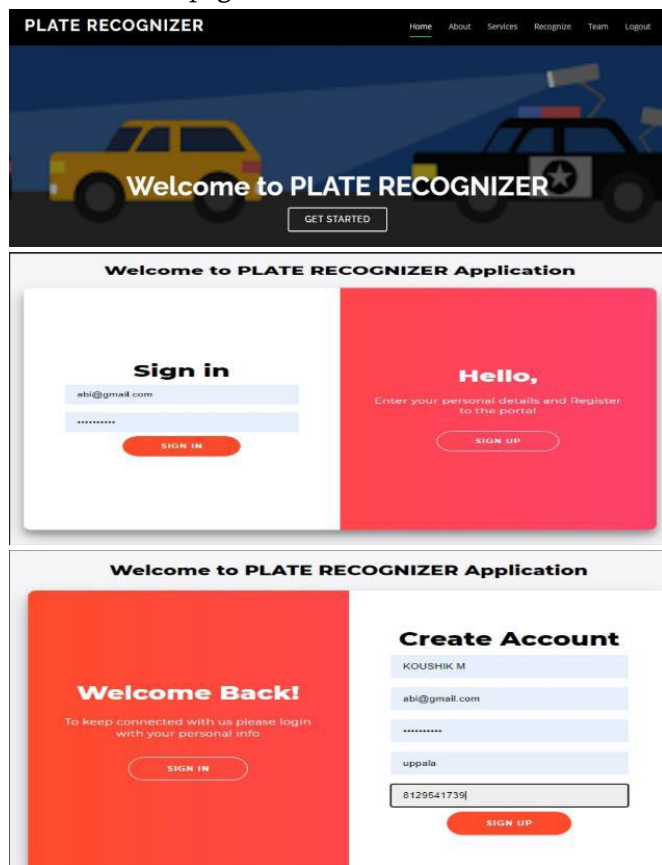 PLATE RECOGNIZER
Home About Services Recognize Team Logout
Welcome to PLATE RECOGNIZER
GET STARTED
Welcome to PLATE RECOGNIZER Application
Sign in
abi@gmail.com
••••••••••
SIGN IN
Hello,
Enter your personal details and Register
to the portal
SIGN UP
Welcome to PLATE RECOGNIZER Application
Welcome Back!
To keep connected with us please login
with your personal info
SIGN IN
Create Account
KOUSHIK M
abi@gmail.com
••••••••••
uppala
8129541739
SIGN UP